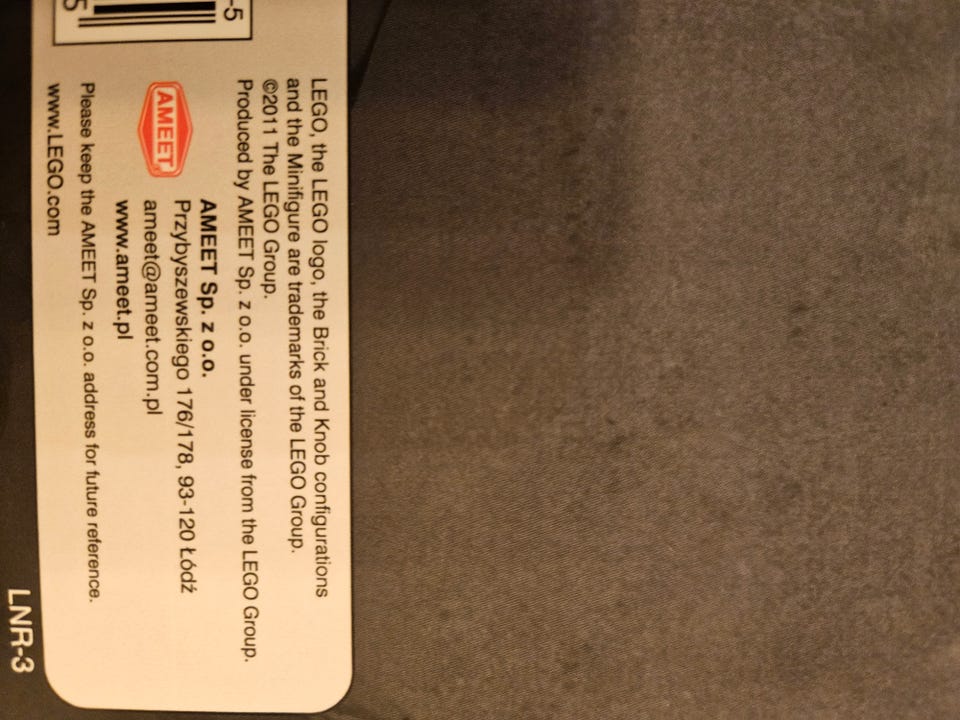 -5
5
LEGO, the LEGO logo, the Brick and Knob configurations
and the Minifigure are trademarks of the LEGO Group.
©2011 The LEGO Group.
Produced by AMEET Sp. z o.o. under license from the LEGO Group.
AMEET
AMEET Sp. z o.o.
Przybyszewskiego 176/178, 93-120 Łódź
ameet@ameet.com.pl
www.ameet.pl
Please keep the AMEET Sp. z o.o. address for future reference.
www.LEGO.com
LNR-3